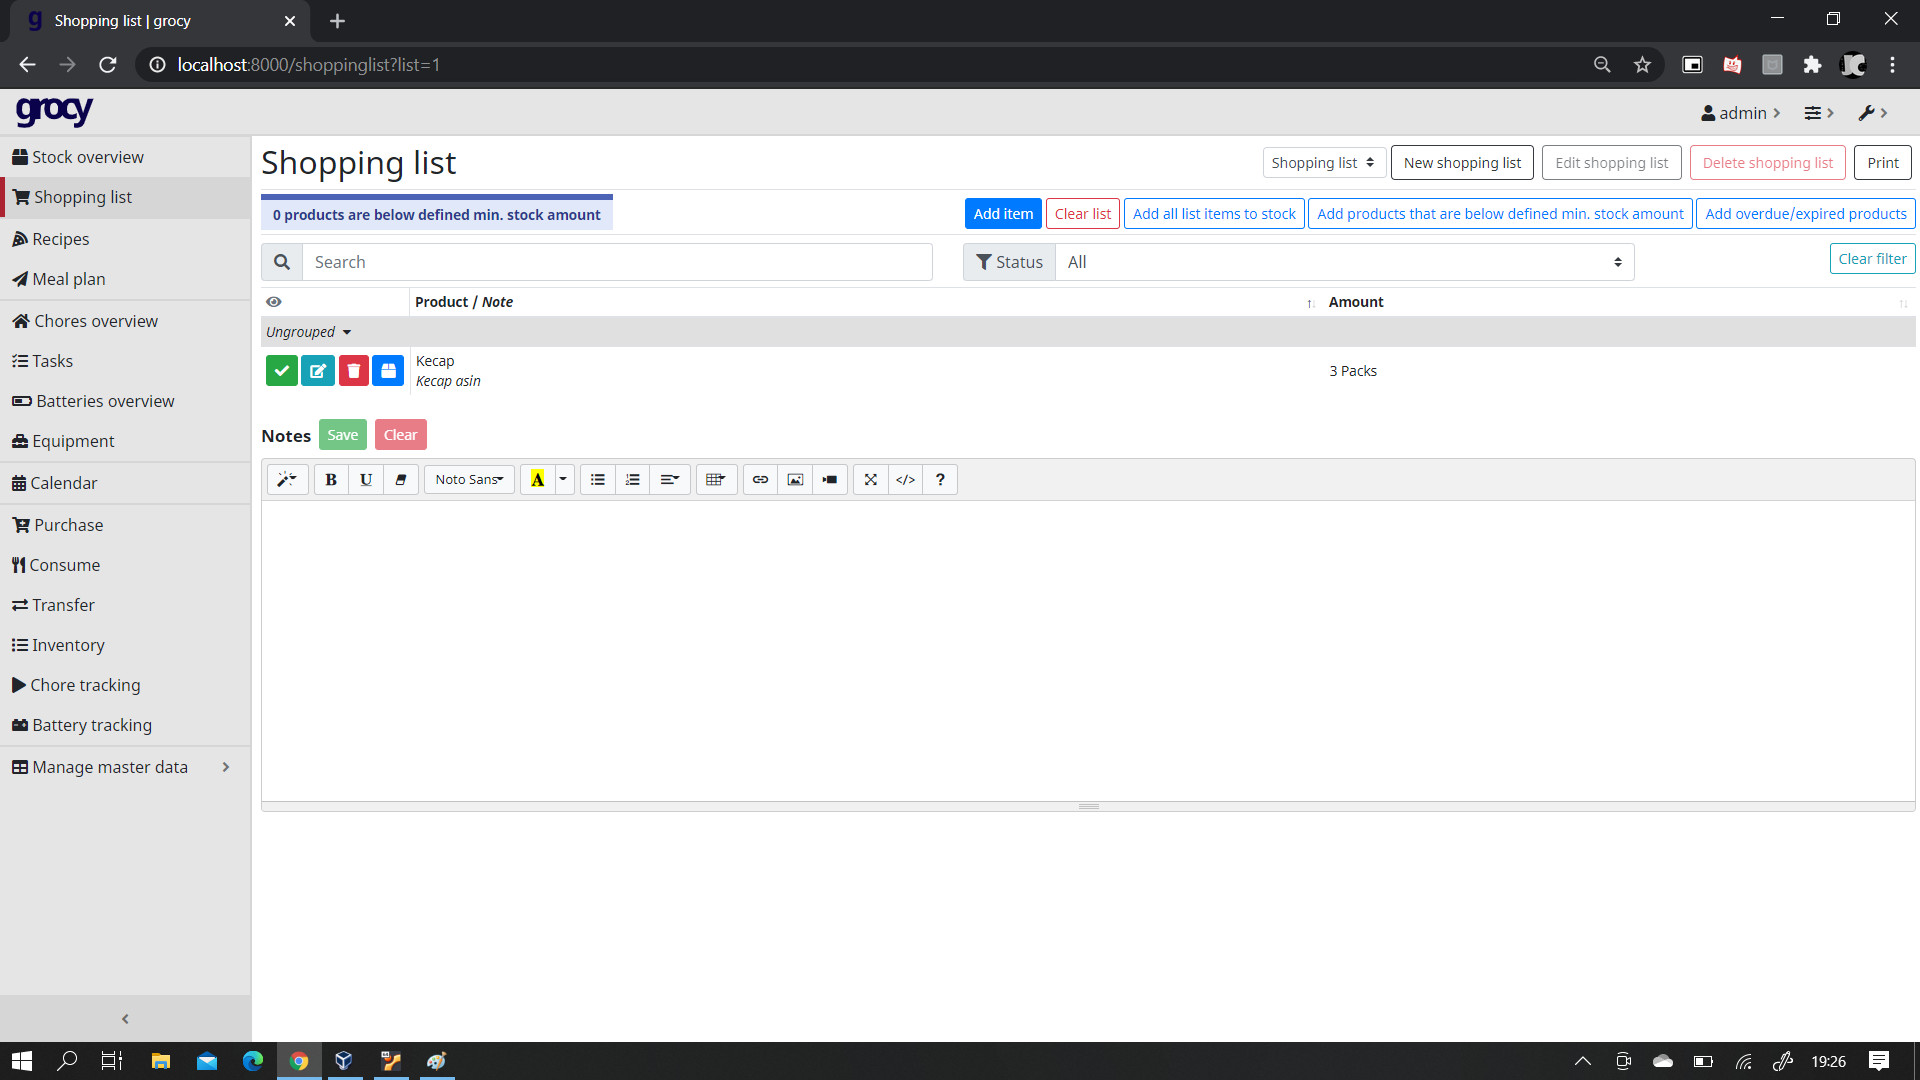 Shopping list | grocy
localhost:8000/shoppinglist?list=1
grocy
admin
Stock overview
Shopping list
Recipes
Meal plan
Chores overview
Tasks
Batteries overview
Equipment
Calendar
Purchase
Consume
Transfer
Inventory
Chore tracking
Battery tracking
Manage master data
Shopping list
Shopping list
New shopping list
Edit shopping list
Delete shopping list
Print
0 products are below defined min. stock amount
Add item
Clear list
Add all list items to stock
Add products that are below defined min. stock amount
Add overdue/expired products
Search
Status
All
Clear filter
Product / Note
Amount
Ungrouped
Kecap
Kecap asin
3 Packs
Notes
Save
Clear
B
U
Noto Sans
A
</>
?
19:26